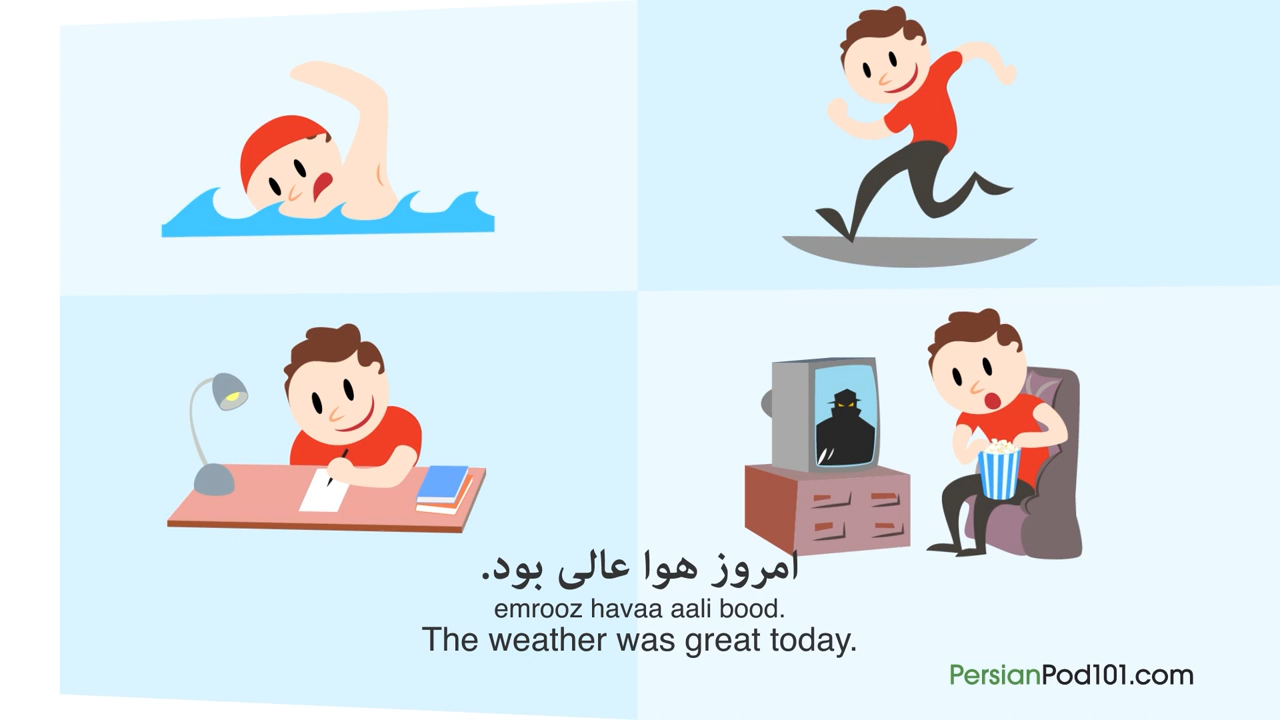 امروز هوا عالی بود.
emrooz havaa aali bood.
The weather was great today.
PersianPod101.com